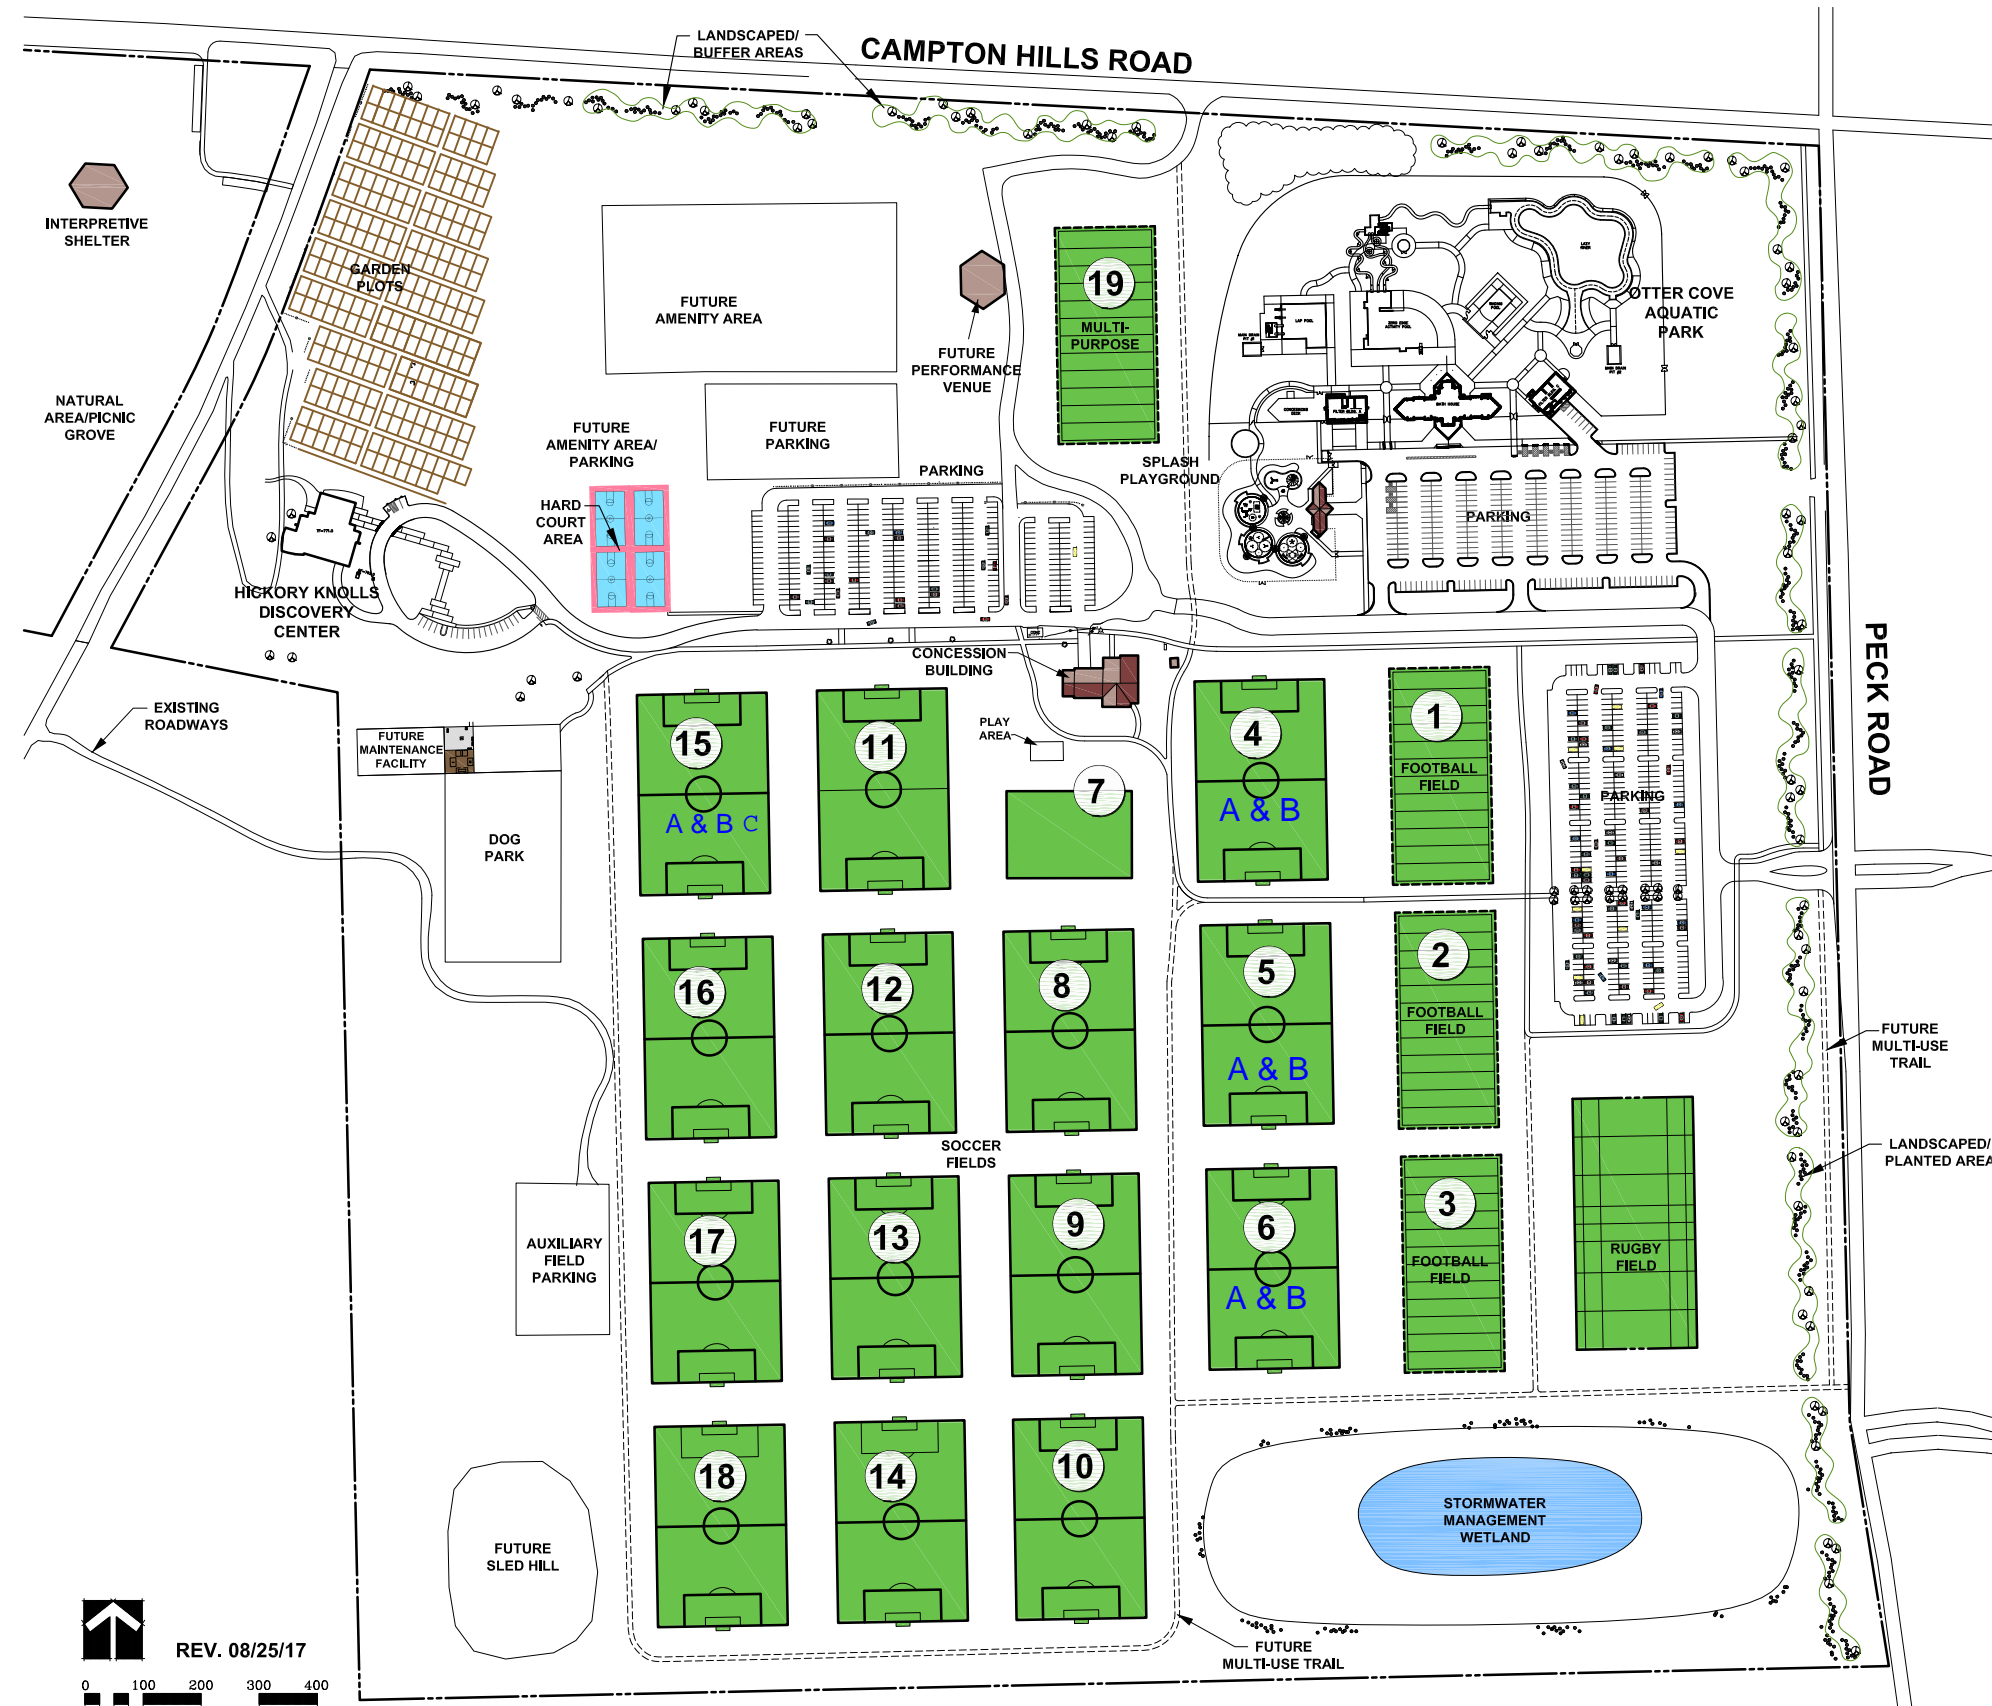 CAMPTON HILLS ROAD
LANDSCAPED/
BUFFER AREAS
INTERPRETIVE
SHELTER
GARDEN
PLOTS
FUTURE
AMENITY AREA
FUTURE
PERFORMANCE
VENUE
19
MULTI-
PURPOSE
OTTER COVE
AQUATIC
PARK
LAZY
RIVER
LAP POOL
BATH HOUSE
NATURAL
AREA/PICNIC
GROVE
FUTURE
AMENITY AREA/
PARKING
FUTURE
PARKING
PARKING
SPLASH
PLAYGROUND
HARD
COURT
AREA
PARKING
HICKORY KNOLLS
DISCOVERY
CENTER
PECK ROAD
CONCESSION
BUILDING
EXISTING
ROADWAYS
FUTURE
MAINTENANCE
FACILITY
PLAY
AREA
15
A & B C
11
7
4
A & B
1
FOOTBALL
FIELD
PARKING
DOG
PARK
16
12
8
5
A & B
2
FOOTBALL
FIELD
FUTURE
MULTI-USE
TRAIL
SOCCER
FIELDS
LANDSCAPED/
PLANTED AREA
17
13
9
6
A & B
3
FOOTBALL
FIELD
RUGBY
FIELD
AUXILIARY
FIELD
PARKING
18
14
10
STORMWATER
MANAGEMENT
WETLAND
FUTURE
SLED HILL
FUTURE
MULTI-USE TRAIL
REV. 08/25/17
0 100 200 300 400